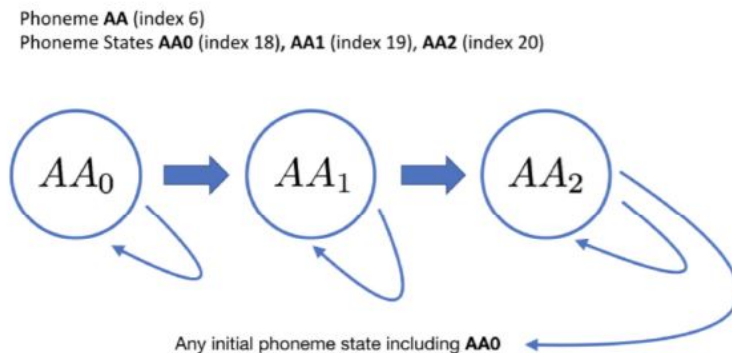 Phoneme AA (index 6)
Phoneme States AA0 (index 18), AA1 (index 19), AA2 (index 20)
AA₀ AA₁ AA₂
Any initial phoneme state including AA0